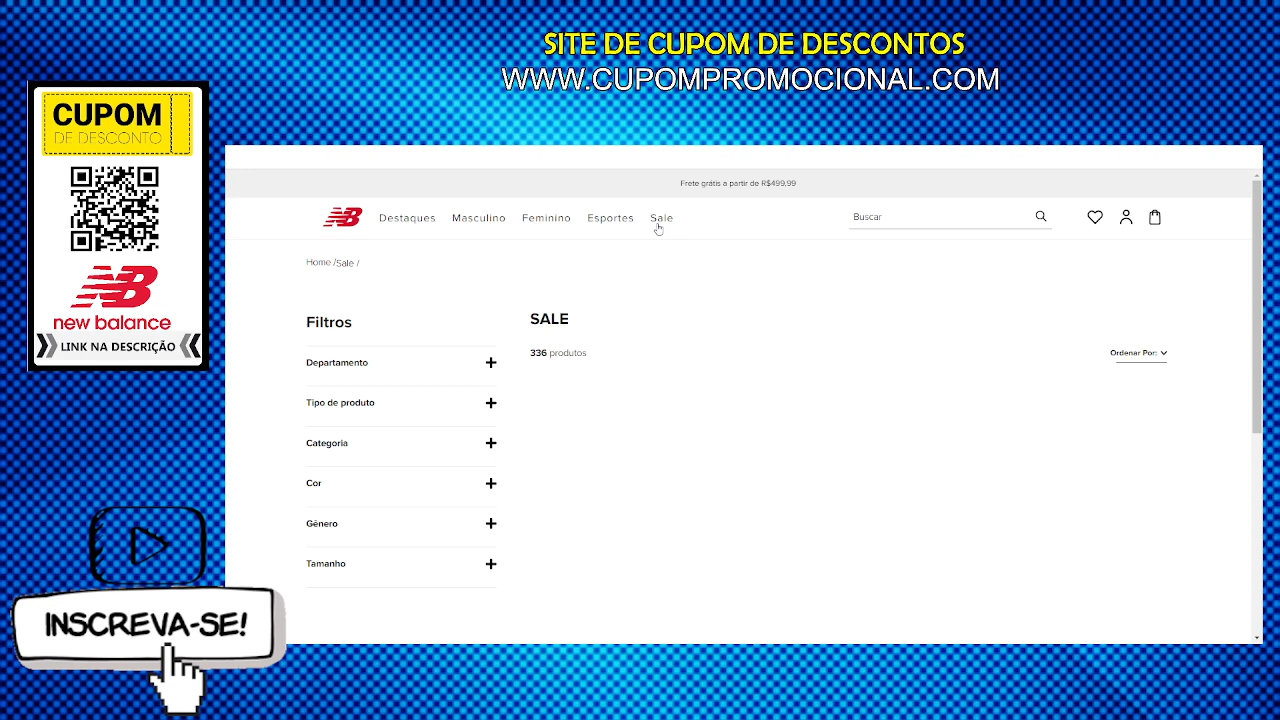 SITE DE CUPOM DE DESCONTOS
WWW.CUPOMPROMOCIONAL.COM
CUPOM
DE DESCONTO
NB
new balance
LINK NA DESCRIÇÃO
INSCREVA-SE!
Frete grátis a partir de R$499,99
NB
Destaques Masculino Feminino Esportes Sale
Buscar
Home /Sale /
Filtros
Departamento
Tipo de produto
Categoria
Cor
Gênero
Tamanho
SALE
336 produtos
Ordenar Por: